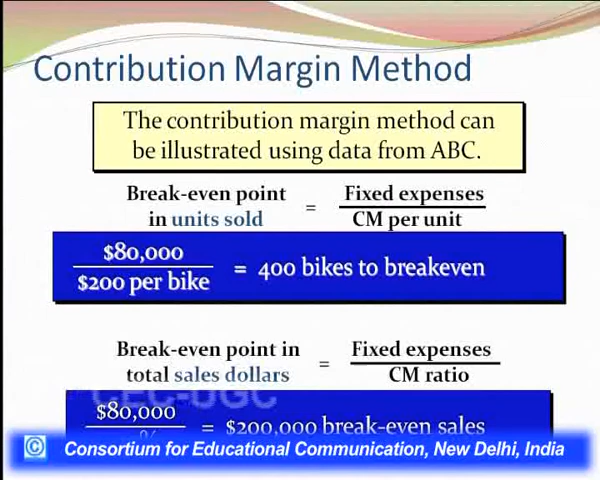 Contribution Margin Method
The contribution margin method can
be illustrated using data from ABC.
Break-even point
in units sold
=
Fixed expenses
CM per unit
$80,000
$200 per bike
= 400 bikes to breakeven
Break-even point in
total sales dollars
=
Fixed expenses
CM ratio
CEC-UGC
$80,000
%
= $200,000 break-even sales
© Consortium for Educational Communication, New Delhi, India